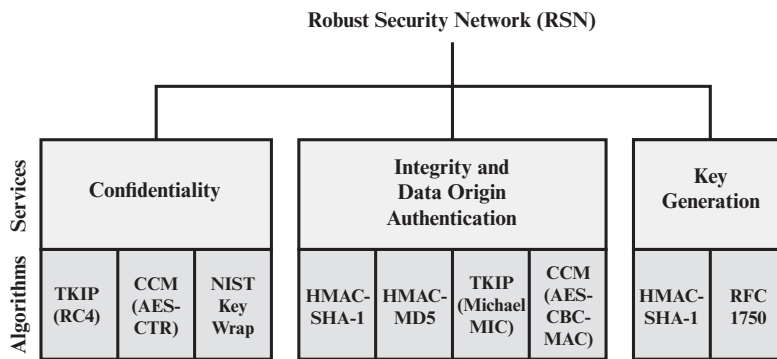 Robust Security Network (RSN)
Services
Confidentiality
Integrity and
Data Origin
Authentication
Key
Generation
Algorithms
TKIP
(RC4)
CCM
(AES-
CTR)
NIST
Key
Wrap
HMAC-
SHA-1
HMAC-
MD5
TKIP
(Michael
MIC)
CCM
(AES-
CBC-
MAC)
HMAC-
SHA-1
RFC
1750